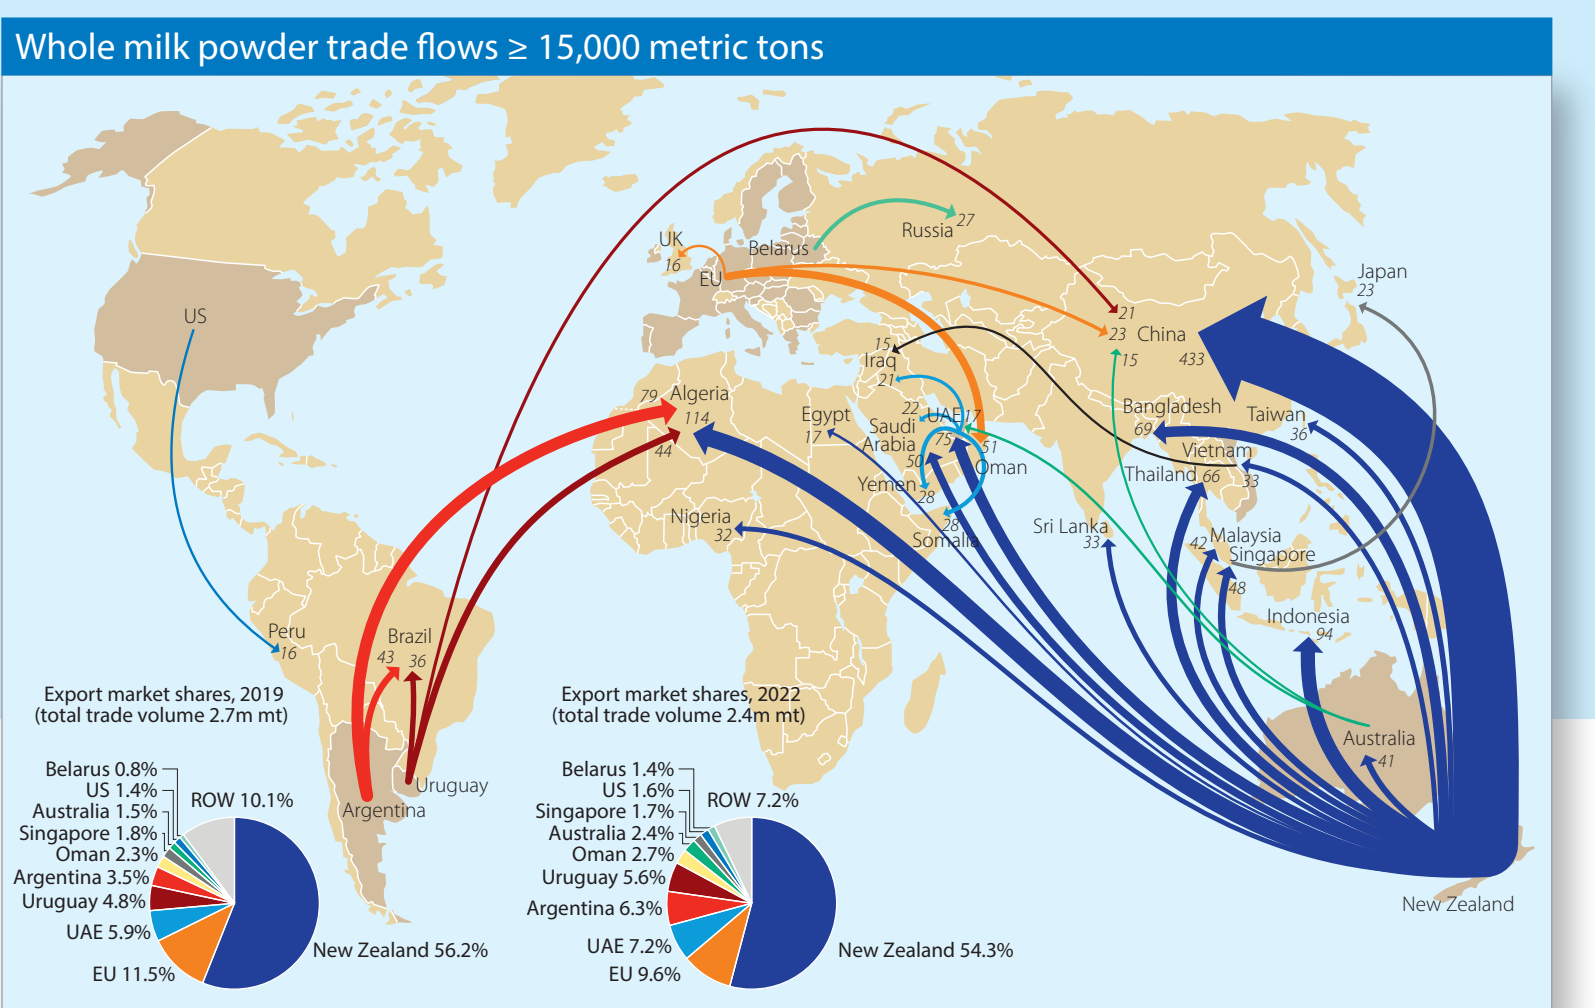 Whole milk powder trade flows ≥ 15,000 metric tons
US
UK
16
EU
Belarus
Russia
27
Japan
23
21
23
China
15
433
15
Iraq
21
79
Algeria
114
44
Egypt
17
22
UAE
17
Saudi
Arabia
75
50
51
Oman
Yemen
28
28
Somalia
Bangladesh
69
Taiwan
36
Vietnam
33
Thailand
66
Nigeria
32
Sri Lanka
33
42
Malaysia
Singapore
48
Indonesia
94
Peru
16
Brazil
43
36
Uruguay
Argentina
Australia
41
New Zealand
Export market shares, 2019
(total trade volume 2.7m mt)
Belarus 0.8%
US 1.4%
ROW 10.1%
Australia 1.5%
Singapore 1.8%
Oman 2.3%
Argentina 3.5%
Uruguay 4.8%
UAE 5.9%
EU 11.5%
New Zealand 56.2%
Export market shares, 2022
(total trade volume 2.4m mt)
Belarus 1.4%
US 1.6%
ROW 7.2%
Singapore 1.7%
Australia 2.4%
Oman 2.7%
Uruguay 5.6%
Argentina 6.3%
UAE 7.2%
EU 9.6%
New Zealand 54.3%